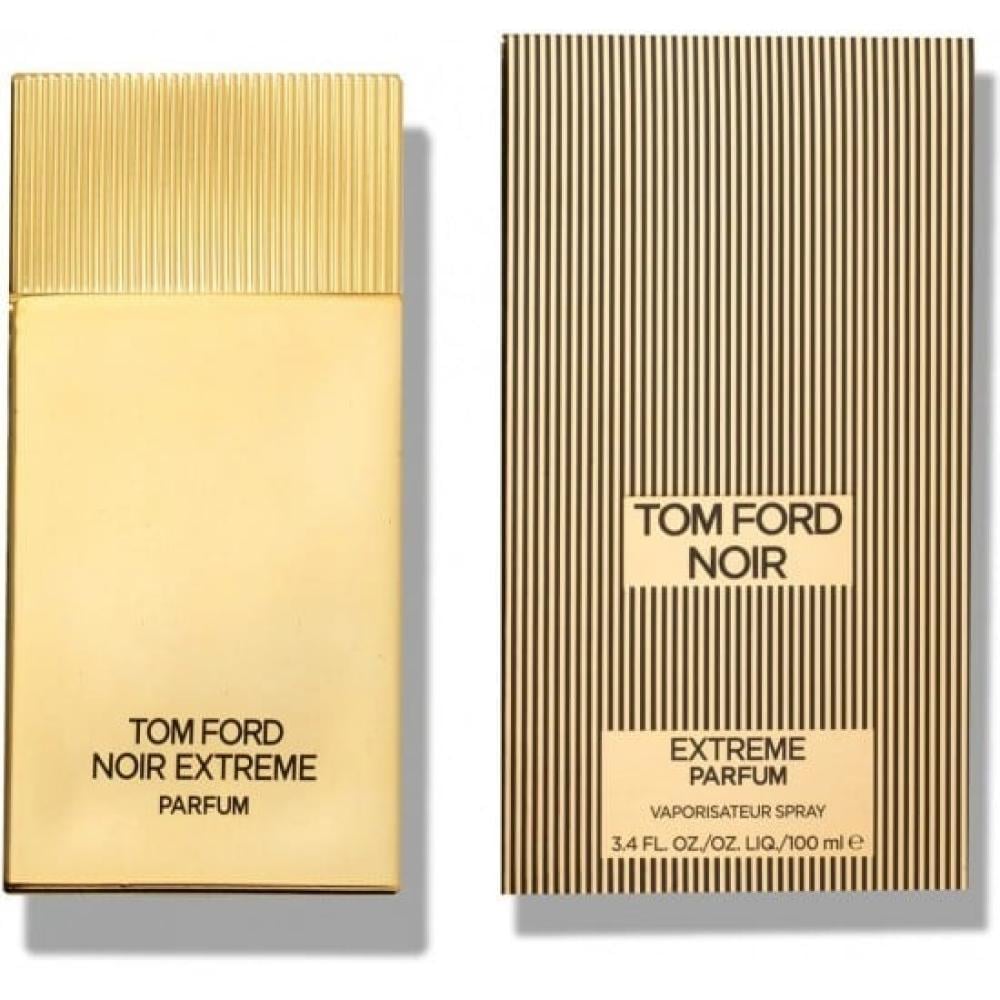 TOM FORD
NOIR EXTREME
PARFUM
TOM FORD
NOIR
EXTREME
PARFUM
VAPORISATEUR SPRAY
3.4 FL. OZ./OZ. LIQ./100 ml ℮